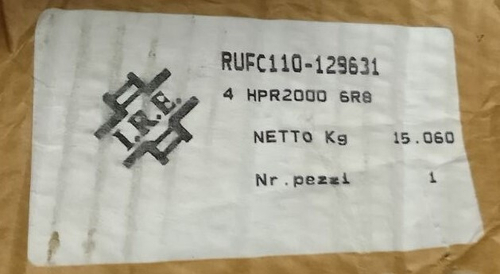 RUFC110-129631
4 HPR2000 6R8
I.R.E.
NETTO Kg 15.060
Nr.pezzi 1